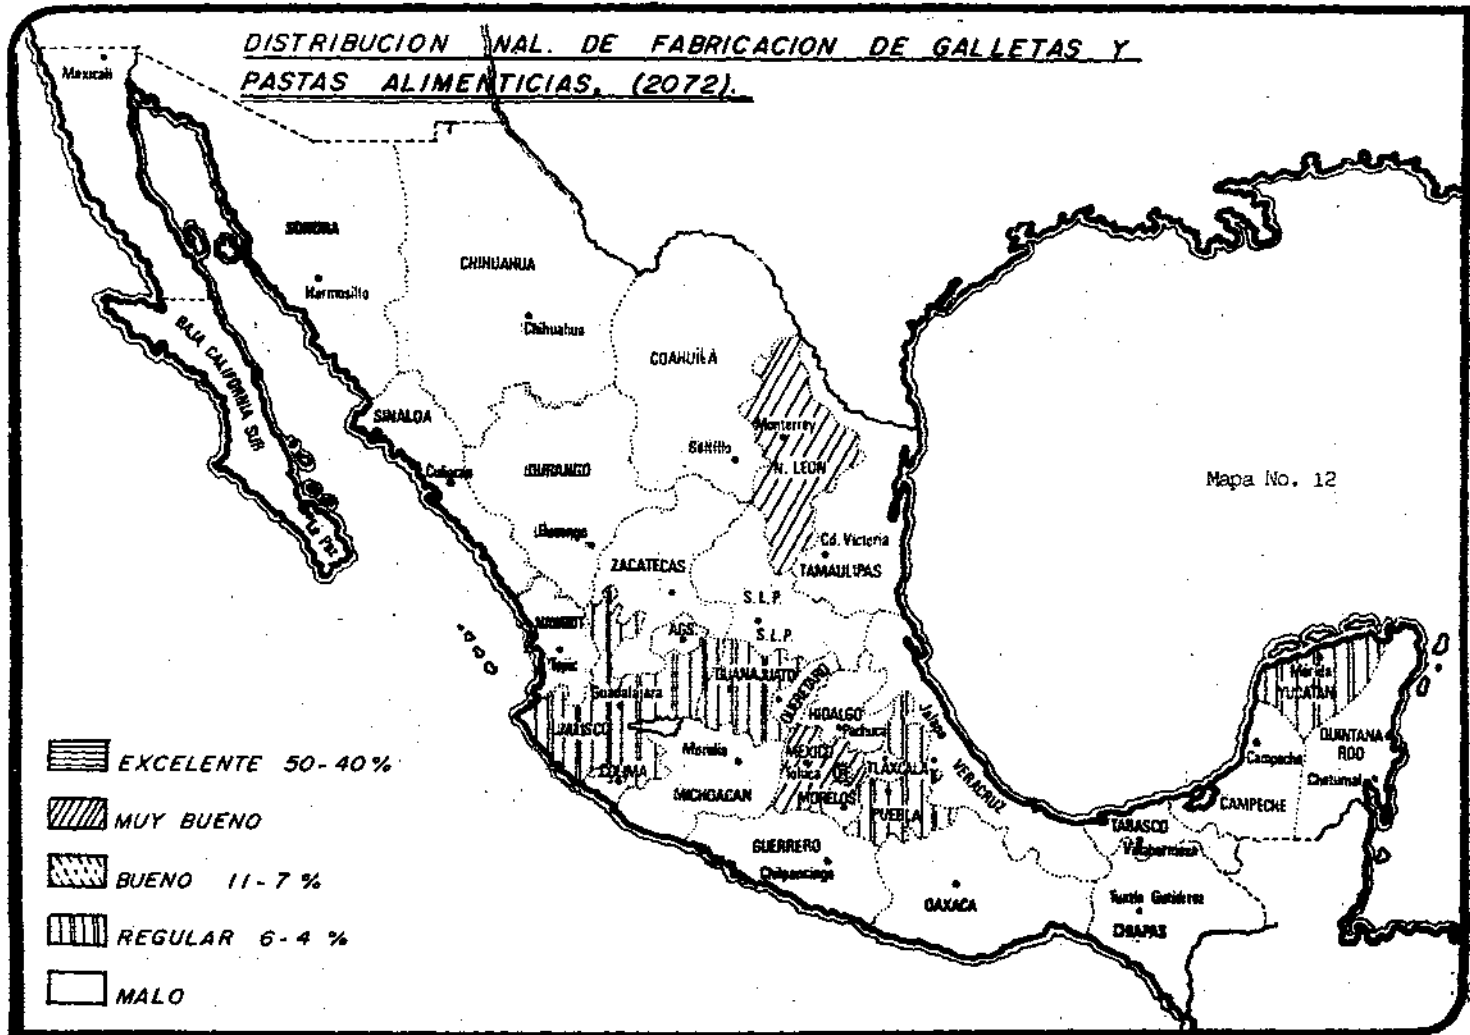 DISTRIBUCION NAL. DE FABRICACION DE GALLETAS Y
PASTAS ALIMENTICIAS, (2072).
Mexicali
SONORA
Hermosillo
CHIHUAHUA
Chihuahua
COAHUILA
BAJA CALIFORNIA SUR
La Paz
SINALOA
Culiacán
DURANGO
Durango
Saltillo
Monterrey
N. LEON
Mapa No. 12
Cd. Victoria
TAMAULIPAS
ZACATECAS
S.L.P.
S.L.P.
AGS.
NAYARIT
Tepic
Guadalajara
JALISCO
GUANAJUATO
QUERETARO
HIDALGO
Pachuca
Jalapa
VERACRUZ
Morelia
MICHOACAN
COLIMA
MEXICO
Toluca
D.F.
MORELOS
TLAXCALA
PUEBLA
GUERRERO
Chilpancingo
OAXACA
Mérida
YUCATAN
QUINTANA
ROO
Chetumal
Campeche
CAMPECHE
TABASCO
Villahermosa
Tuxtla Gutiérrez
CHIAPAS
EXCELENTE 50-40%
MUY BUENO
BUENO 11-7 %
REGULAR 6-4 %
MALO